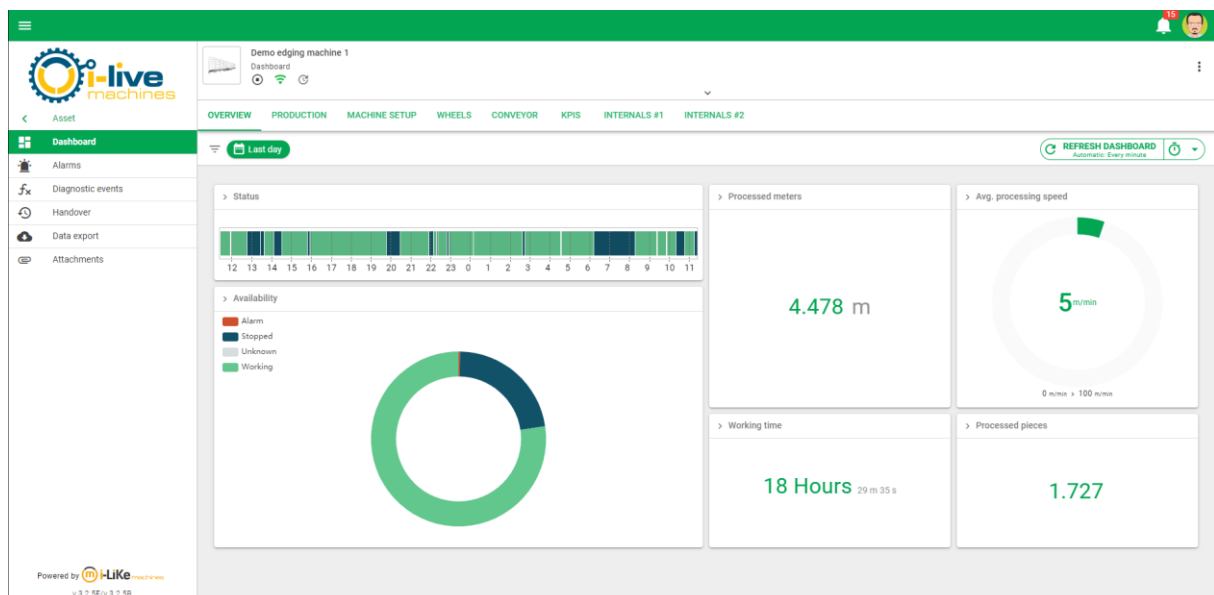 15
i-live
machines
Demo edging machine 1
Dashboard
Asset
Dashboard
Alarms
Diagnostic events
Handover
Data export
Attachments
OVERVIEW PRODUCTION MACHINE SETUP WHEELS CONVEYOR KPIS INTERNALS #1 INTERNALS #2
Last day
REFRESH DASHBOARD
Automatic: Every minute
Status
12 13 14 15 16 17 18 19 20 21 22 23 0 1 2 3 4 5 6 7 8 9 10 11
Availability
Alarm
Stopped
Unknown
Working
Processed meters
4.478 m
Avg. processing speed
5 m/min
0 m/min > 100 m/min
Working time
18 Hours 29 m 35 s
Processed pieces
1.727
Powered by m i-LiKe machines